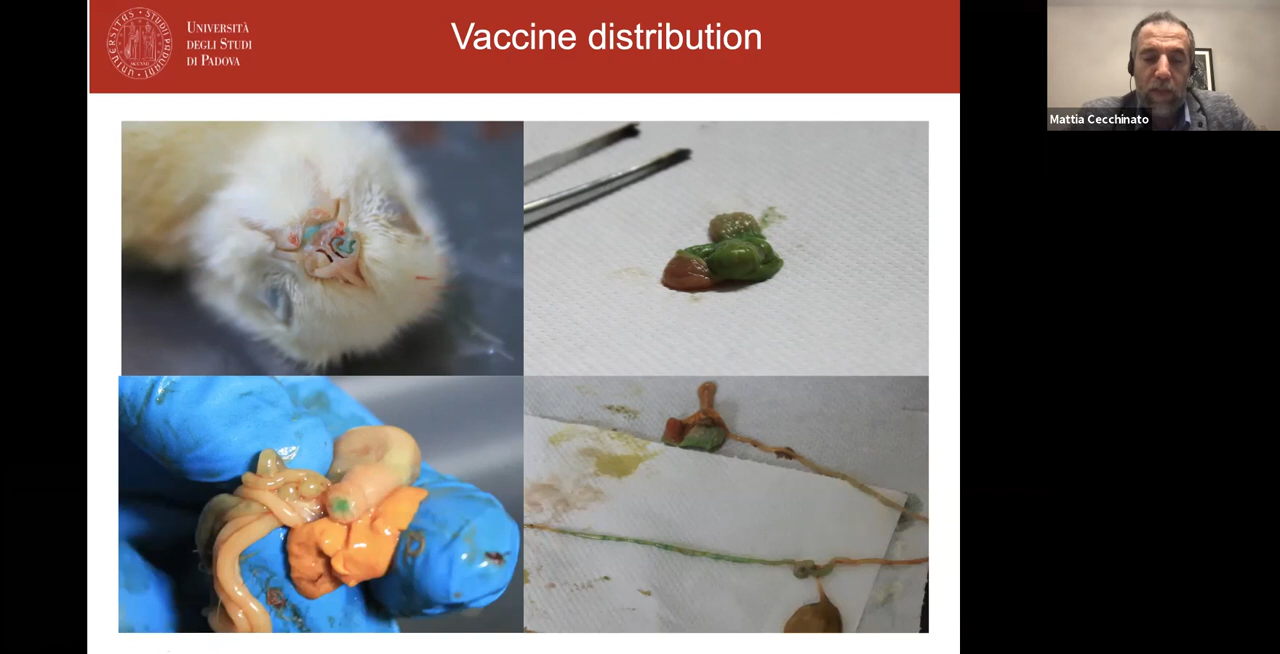 Vaccine distribution
UNIVERSITÀ
DEGLI STUDI
DI PADOVA
Mattia Cecchinato